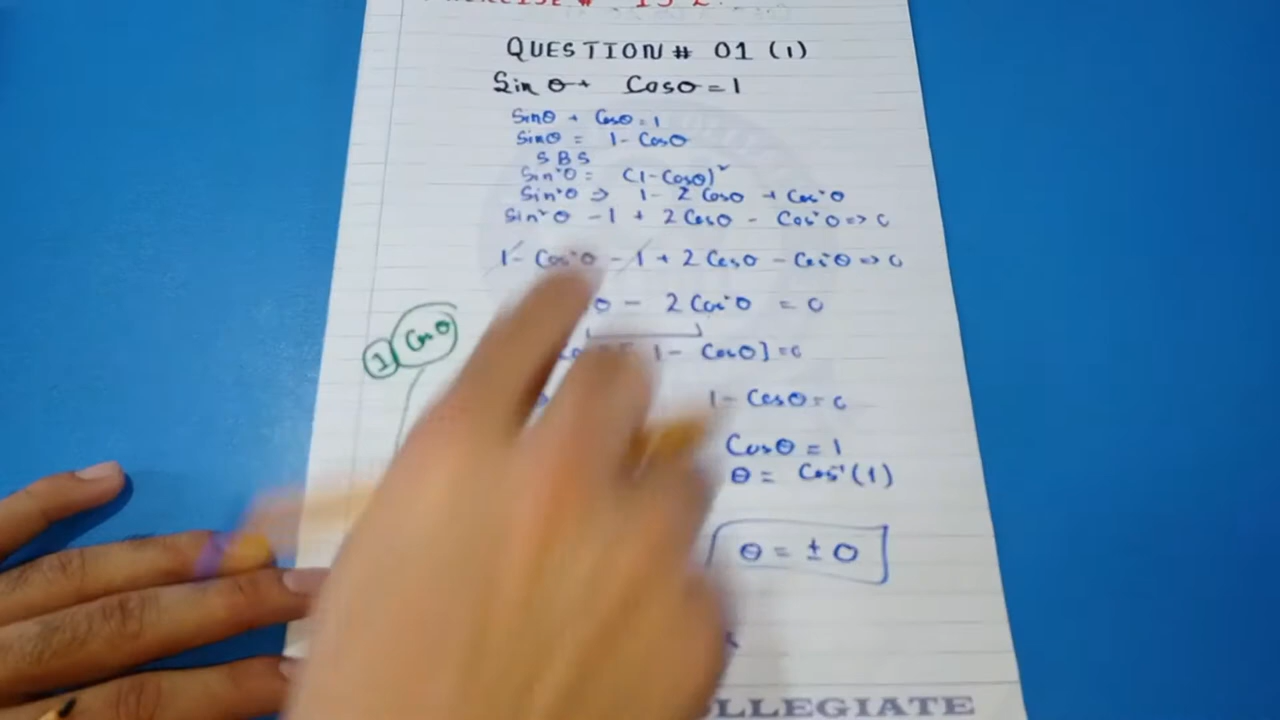 QUESTION # 01 (1)
Sin θ + Cosθ = 1
Sinθ + Cosθ = 1
Sinθ = 1 - Cosθ
S B S
Sin²θ = (1 - Cosθ)²
Sin²θ => 1 - 2 Cosθ + Cos²θ
Sin²θ - 1 + 2 Cosθ - Cos²θ => 0
1 - Cos²θ - 1 + 2 Cosθ - Cos²θ => 0
θ - 2 Cos²θ = 0
1 Cosθ
1 - Cosθ] = 0
1 - Cosθ = 0
Cosθ = 1
θ = Cos⁻¹(1)
θ = ± 0
LLEGIATE